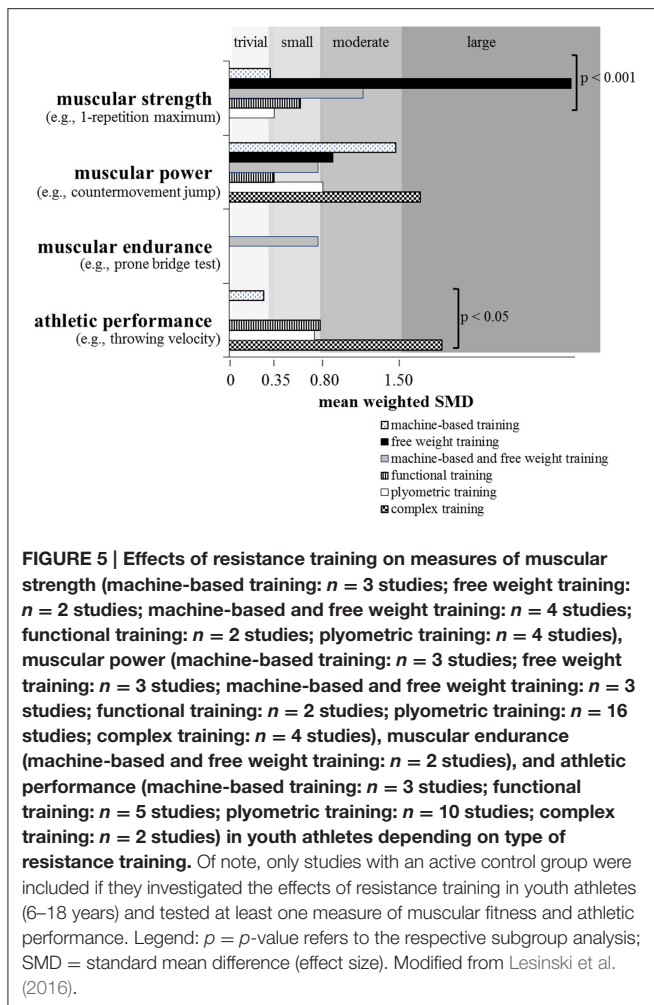 trivial small moderate large
muscular strength
(e.g., 1-repetition maximum)
p < 0.001
muscular power
(e.g., countermovement jump)
muscular endurance
(e.g., prone bridge test)
athletic performance
(e.g., throwing velocity)
p < 0.05
0 0.35 0.80 1.50
mean weighted SMD
machine-based training
free weight training
machine-based and free weight training
functional training
plyometric training
complex training
FIGURE 5 | Effects of resistance training on measures of muscular
strength (machine-based training: n = 3 studies; free weight training:
n = 2 studies; machine-based and free weight training: n = 4 studies;
functional training: n = 2 studies; plyometric training: n = 4 studies),
muscular power (machine-based training: n = 3 studies; free weight
training: n = 3 studies; machine-based and free weight training: n = 3
studies; functional training: n = 2 studies; plyometric training: n = 16
studies; complex training: n = 4 studies), muscular endurance
(machine-based and free weight training: n = 2 studies), and athletic
performance (machine-based training: n = 3 studies; functional
training: n = 5 studies; plyometric training: n = 10 studies; complex
training: n = 2 studies) in youth athletes depending on type of
resistance training. Of note, only studies with an active control group were
included if they investigated the effects of resistance training in youth athletes
(6–18 years) and tested at least one measure of muscular fitness and athletic
performance. Legend: p = p-value refers to the respective subgroup analysis;
SMD = standard mean difference (effect size). Modified from Lesinski et al.
(2016).